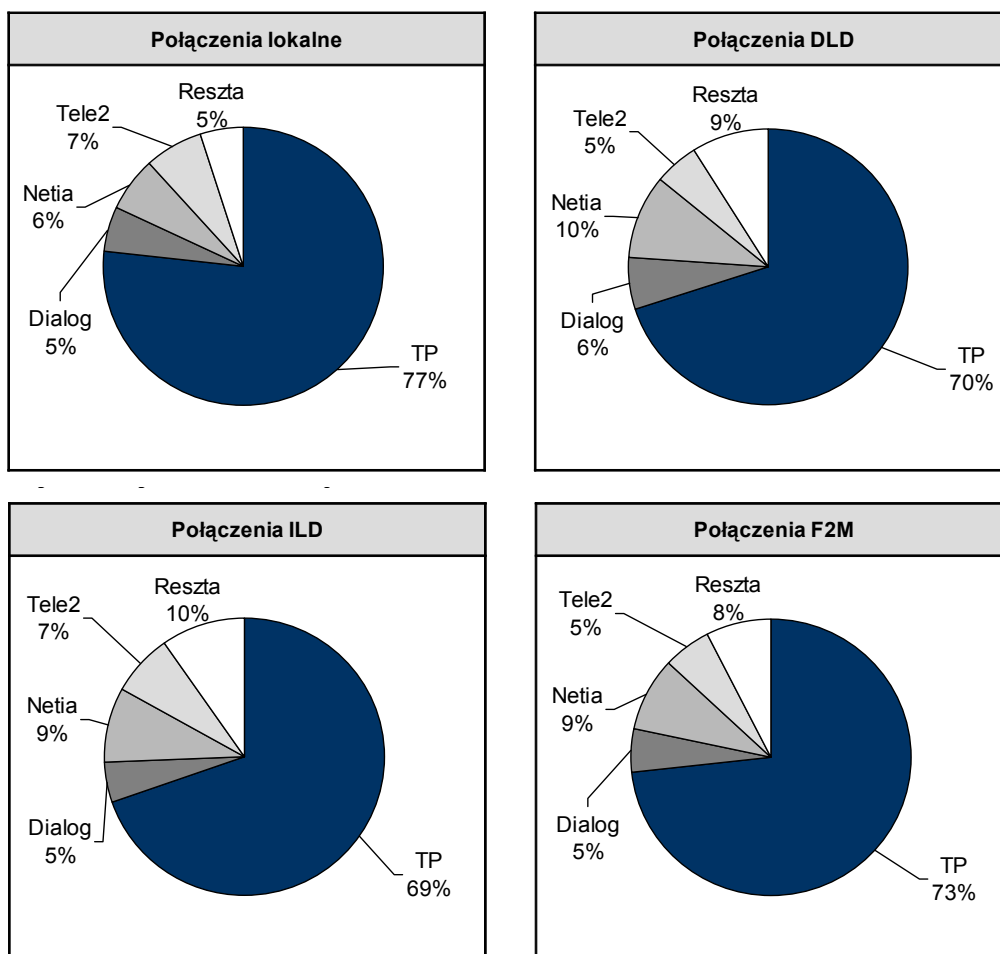 Połączenia lokalne
Reszta
5%
Tele2
7%
Netia
6%
Dialog
5%
TP
77%
Połączenia DLD
Reszta
9%
Tele2
5%
Netia
10%
Dialog
6%
TP
70%
Połączenia ILD
Reszta
10%
Tele2
7%
Netia
9%
Dialog
5%
TP
69%
Połączenia F2M
Reszta
8%
Tele2
5%
Netia
9%
Dialog
5%
TP
73%